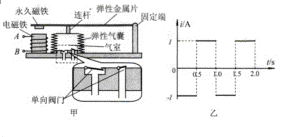 永久磁铁
连杆
弹性金属片
固定端
电磁铁
A
B
弹性气囊
气室
单向阀门
甲
i/A
I
0
-I
0.5
1.0
1.5
2.0
t/s
乙